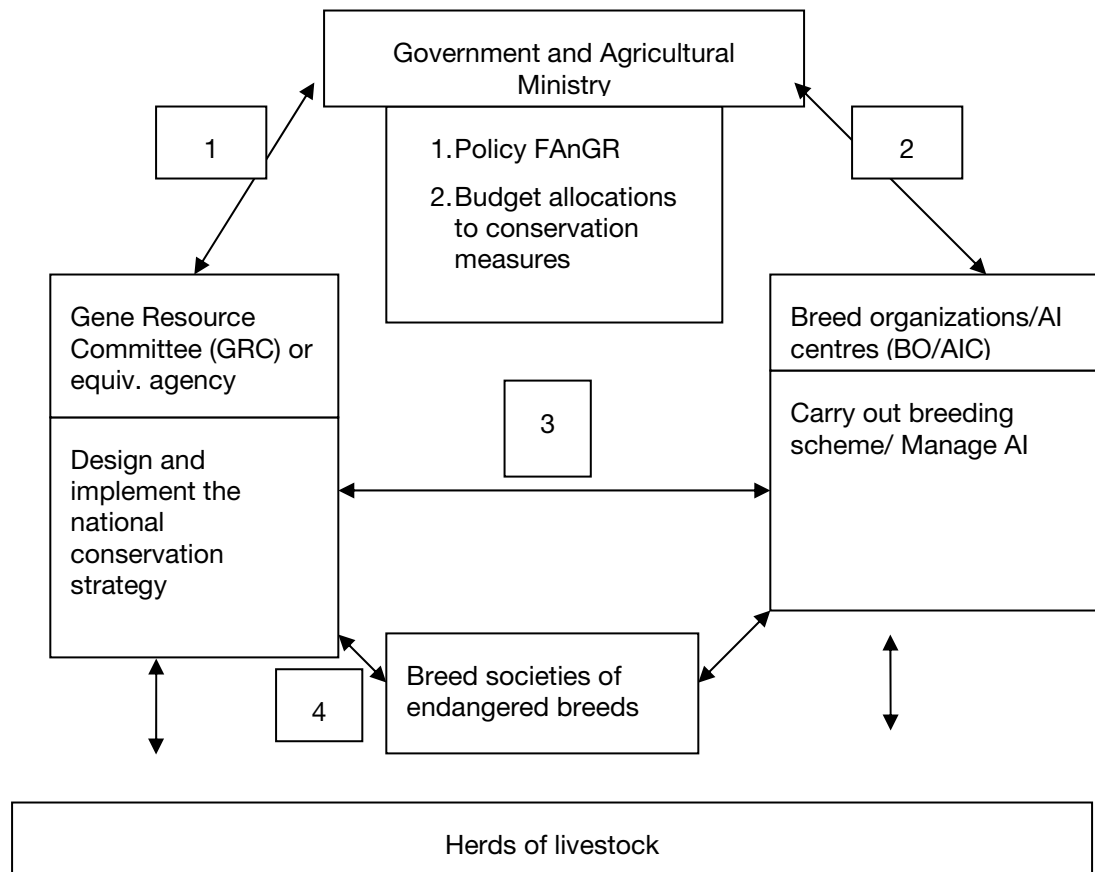 Government and Agricultural
Ministry
1
2
1.Policy FAnGR
2.Budget allocations
to conservation
measures
Gene Resource
Committee (GRC) or
equiv. agency
Breed organizations/AI
centres (BO/AIC)
3
Carry out breeding
scheme/ Manage AI
Design and
implement the
national
conservation
strategy
Breed societies of
endangered breeds
4
Herds of livestock